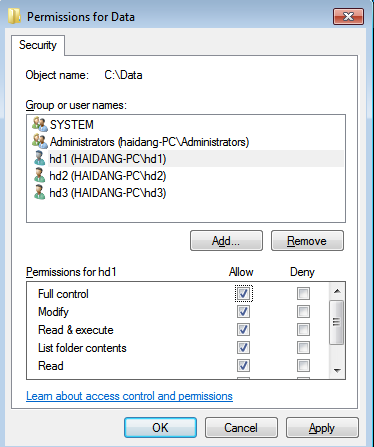 Permissions for Data
Security
Object name: C:\Data
Group or user names:
SYSTEM
Administrators (haidang-PC\Administrators)
hd1 (HAIDANG-PC\hd1)
hd2 (HAIDANG-PC\hd2)
hd3 (HAIDANG-PC\hd3)
Add... Remove
Permissions for hd1 Allow Deny
Full control
Modify
Read & execute
List folder contents
Read
Learn about access control and permissions
OK Cancel Apply